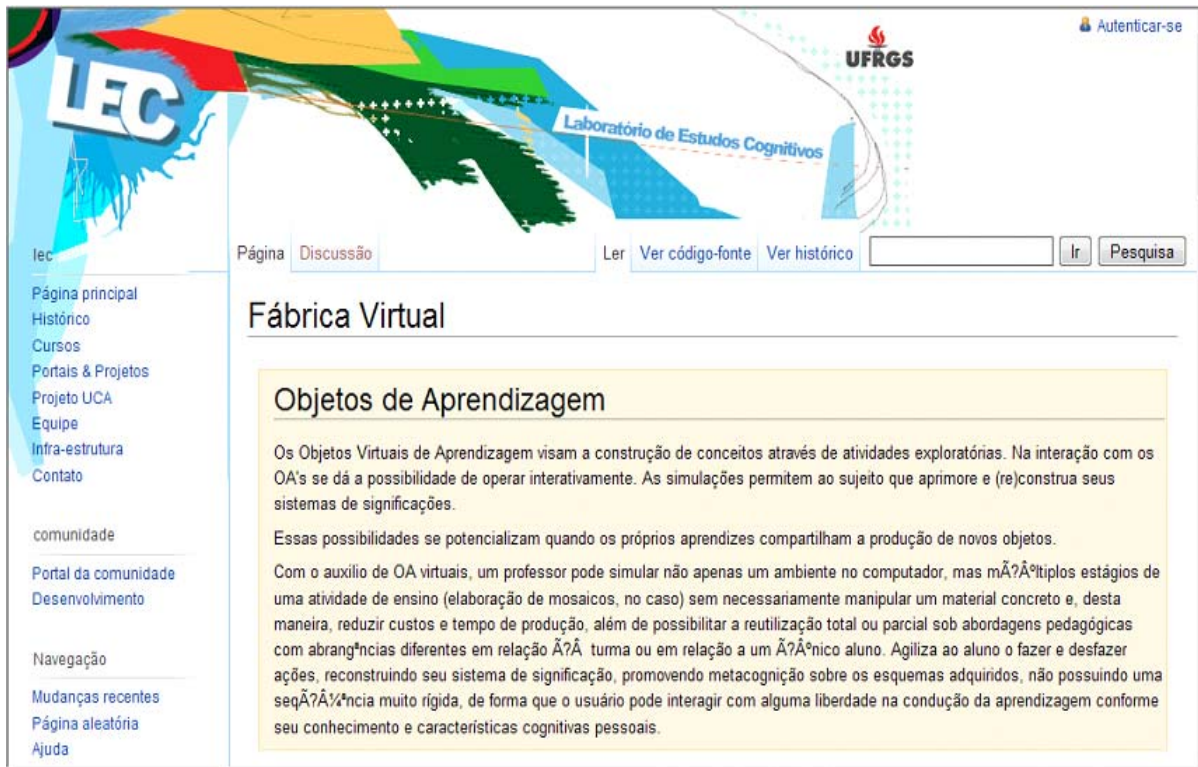 LEC
UFRGS
Autenticar-se
Laboratório de Estudos Cognitivos
lec
Página principal
Histórico
Cursos
Portais & Projetos
Projeto UCA
Equipe
Infra-estrutura
Contato
comunidade
Portal da comunidade
Desenvolvimento
Navegação
Mudanças recentes
Página aleatória
Ajuda
Página Discussão Ler Ver código-fonte Ver histórico Ir Pesquisa
Fábrica Virtual
Objetos de Aprendizagem
Os Objetos Virtuais de Aprendizagem visam a construção de conceitos através de atividades exploratórias. Na interação com os
OA's se dá a possibilidade de operar interativamente. As simulações permitem ao sujeito que aprimore e (re)construa seus
sistemas de significações.
Essas possibilidades se potencializam quando os próprios aprendizes compartilham a produção de novos objetos.
Com o auxilio de OA virtuais, um professor pode simular não apenas um ambiente no computador, mas mÃ?Âºltiplos estágios de
uma atividade de ensino (elaboração de mosaicos, no caso) sem necessariamente manipular um material concreto e, desta
maneira, reduzir custos e tempo de produção, além de possibilitar a reutilização total ou parcial sob abordagens pedagógicas
com abrangªncias diferentes em relação Ã?Â turma ou em relação a um Ã?Âºnico aluno. Agiliza ao aluno o fazer e desfazer
ações, reconstruindo seu sistema de significação, promovendo metacognição sobre os esquemas adquiridos, não possuindo uma
seqÃ?Â¼ªncia muito rígida, de forma que o usuário pode interagir com alguma liberdade na condução da aprendizagem conforme
seu conhecimento e características cognitivas pessoais.